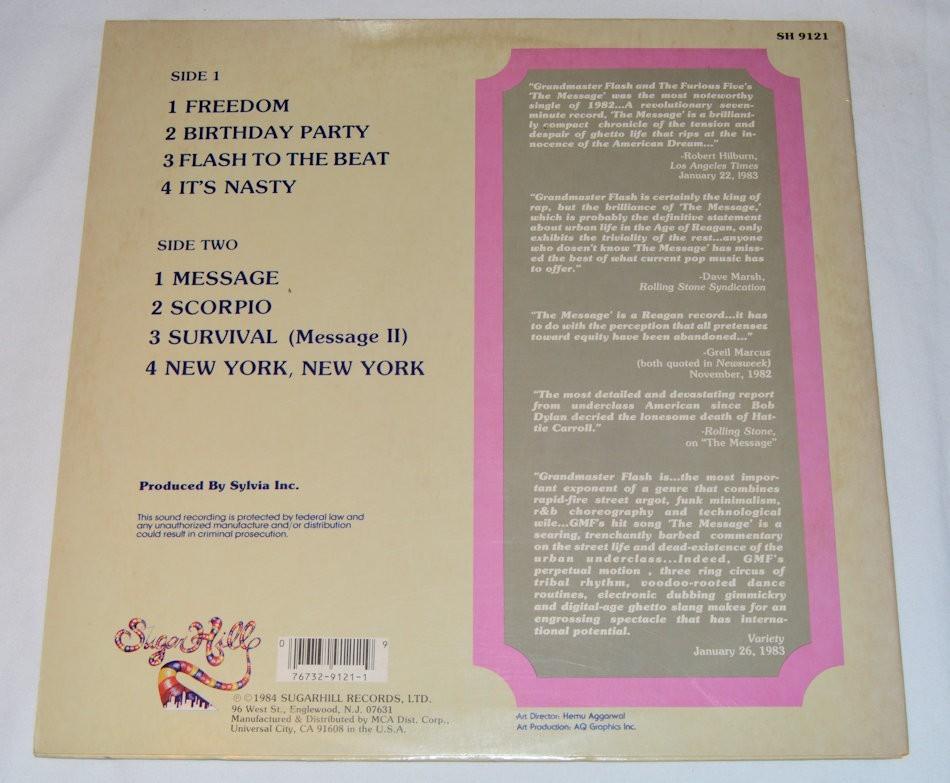 SH 9121
SIDE 1
1 FREEDOM
2 BIRTHDAY PARTY
3 FLASH TO THE BEAT
4 IT'S NASTY
SIDE TWO
1 MESSAGE
2 SCORPIO
3 SURVIVAL (Message II)
4 NEW YORK, NEW YORK
Produced By Sylvia Inc.
This sound recording is protected by federal law and
any unauthorized manufacture and/or distribution
could result in criminal prosecution.
Sugar Hill
0 9
76732-9121-1
℗ © 1984 SUGARHILL RECORDS, LTD.
96 West St., Englewood, N.J. 07631
Manufactured & Distributed by MCA Dist. Corp.,
Universal City, CA 91608 in the U.S.A.
"Grandmaster Flash and The Furious Five's
'The Message' was the most noteworthy
single of 1982...A revolutionary seven-
minute record, 'The Message' is a brilliant-
ly compact chronicle of the tension and
despair of ghetto life that rips at the in-
nocence of the American Dream..."
-Robert Hilburn,
Los Angeles Times
January 22, 1983
"Grandmaster Flash is certainly the king of
rap, but the brilliance of 'The Message,'
which is probably the definitive statement
about urban life in the Age of Reagan, only
exhibits the triviality of the rest...anyone
who dosen't know 'The Message' has miss-
ed the best of what current pop music has
to offer."
-Dave Marsh,
Rolling Stone Syndication
"'The Message' is a Reagan record...it has
to do with the perception that all pretenses
toward equity have been abandoned..."
-Greil Marcus
(both quoted in Newsweek)
November, 1982
"The most detailed and devastating report
from underclass American since Bob
Dylan decried the lonesome death of Hat-
tie Carroll."
-Rolling Stone,
on "The Message"
"Grandmaster Flash is...the most impor-
tant exponent of a genre that combines
rapid-fire street argot, funk minimalism,
r&b choreography and technological
wile...GMF's hit song 'The Message' is a
searing, trenchantly barbed commentary
on the street life and dead-existence of the
urban underclass...Indeed, GMF's
perpetual motion , three ring circus of
tribal rhythm, voodoo-rooted dance
routines, electronic dubbing gimmickry
and digital-age ghetto slang makes for an
engrossing spectacle that has interna-
tional potential.
Variety
January 26, 1983
Art Director: Hemu Aggarwal
Art Production: AQ Graphics Inc.